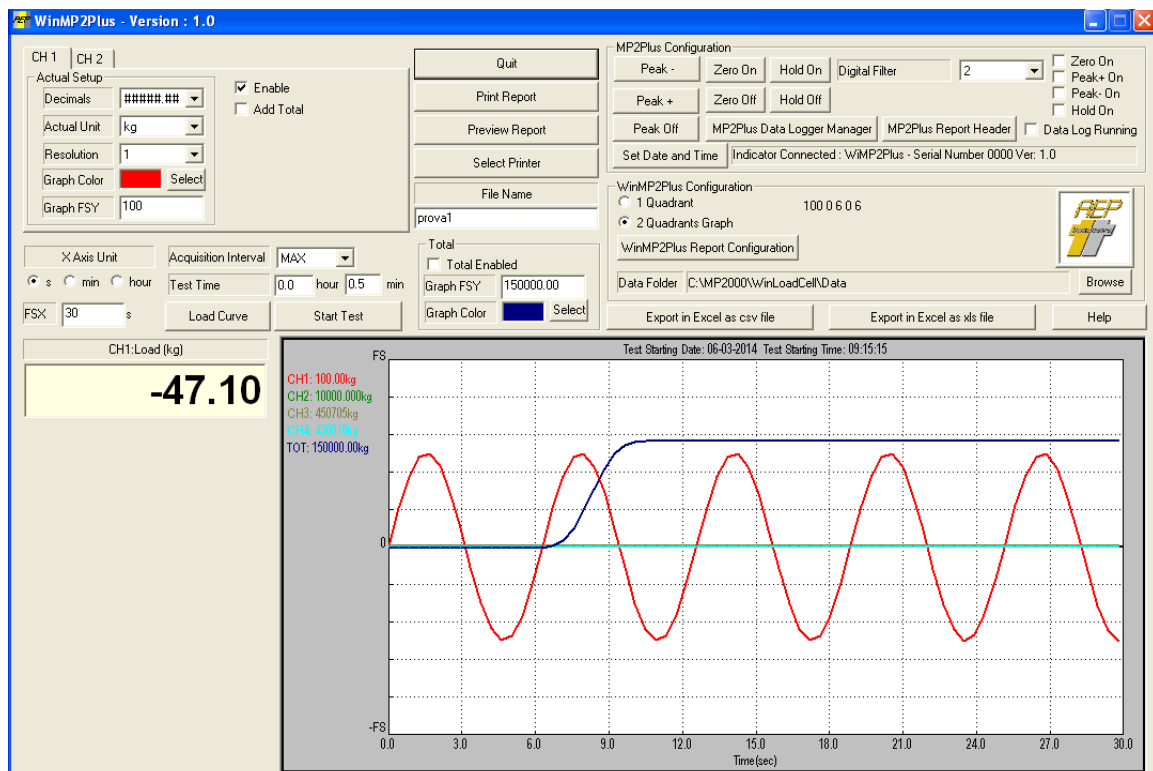 WinMP2Plus - Version : 1.0
CH 1
CH 2
Actual Setup
Decimals
#####.##
Actual Unit
kg
Resolution
1
Graph Color
Select
Graph FSY
100
Enable
Add Total
Quit
Print Report
Preview Report
Select Printer
File Name
prova1
MP2Plus Configuration
Peak -
Zero On
Hold On
Digital Filter
2
Zero On
Peak+ On
Peak- On
Hold On
Peak +
Zero Off
Hold Off
Peak Off
MP2Plus Data Logger Manager
MP2Plus Report Header
Data Log Running
Set Date and Time
Indicator Connected : WiMP2Plus - Serial Number 0000 Ver: 1.0
WinMP2Plus Configuration
1 Quadrant
100 0 6 0 6
2 Quadrants Graph
WinMP2Plus Report Configuration
AEP
Data Folder
C:\MP2000\WinLoadCell\Data
Browse
X Axis Unit
s
min
hour
FSX
30
s
Acquisition Interval
MAX
Test Time
0.0
hour
0.5
min
Load Curve
Start Test
Total
Total Enabled
Graph FSY
150000.00
Graph Color
Select
Export in Excel as csv file
Export in Excel as xls file
Help
CH1:Load (kg)
-47.10
Test Starting Date: 06-03-2014 Test Starting Time: 09:15:15
CH1: 100.00kg
CH2: 10000.000kg
CH3: 450705kg
TOT: 150000.00kg
FS
0
-FS
0.0
3.0
6.0
9.0
12.0
15.0
18.0
21.0
24.0
27.0
30.0
Time(sec)